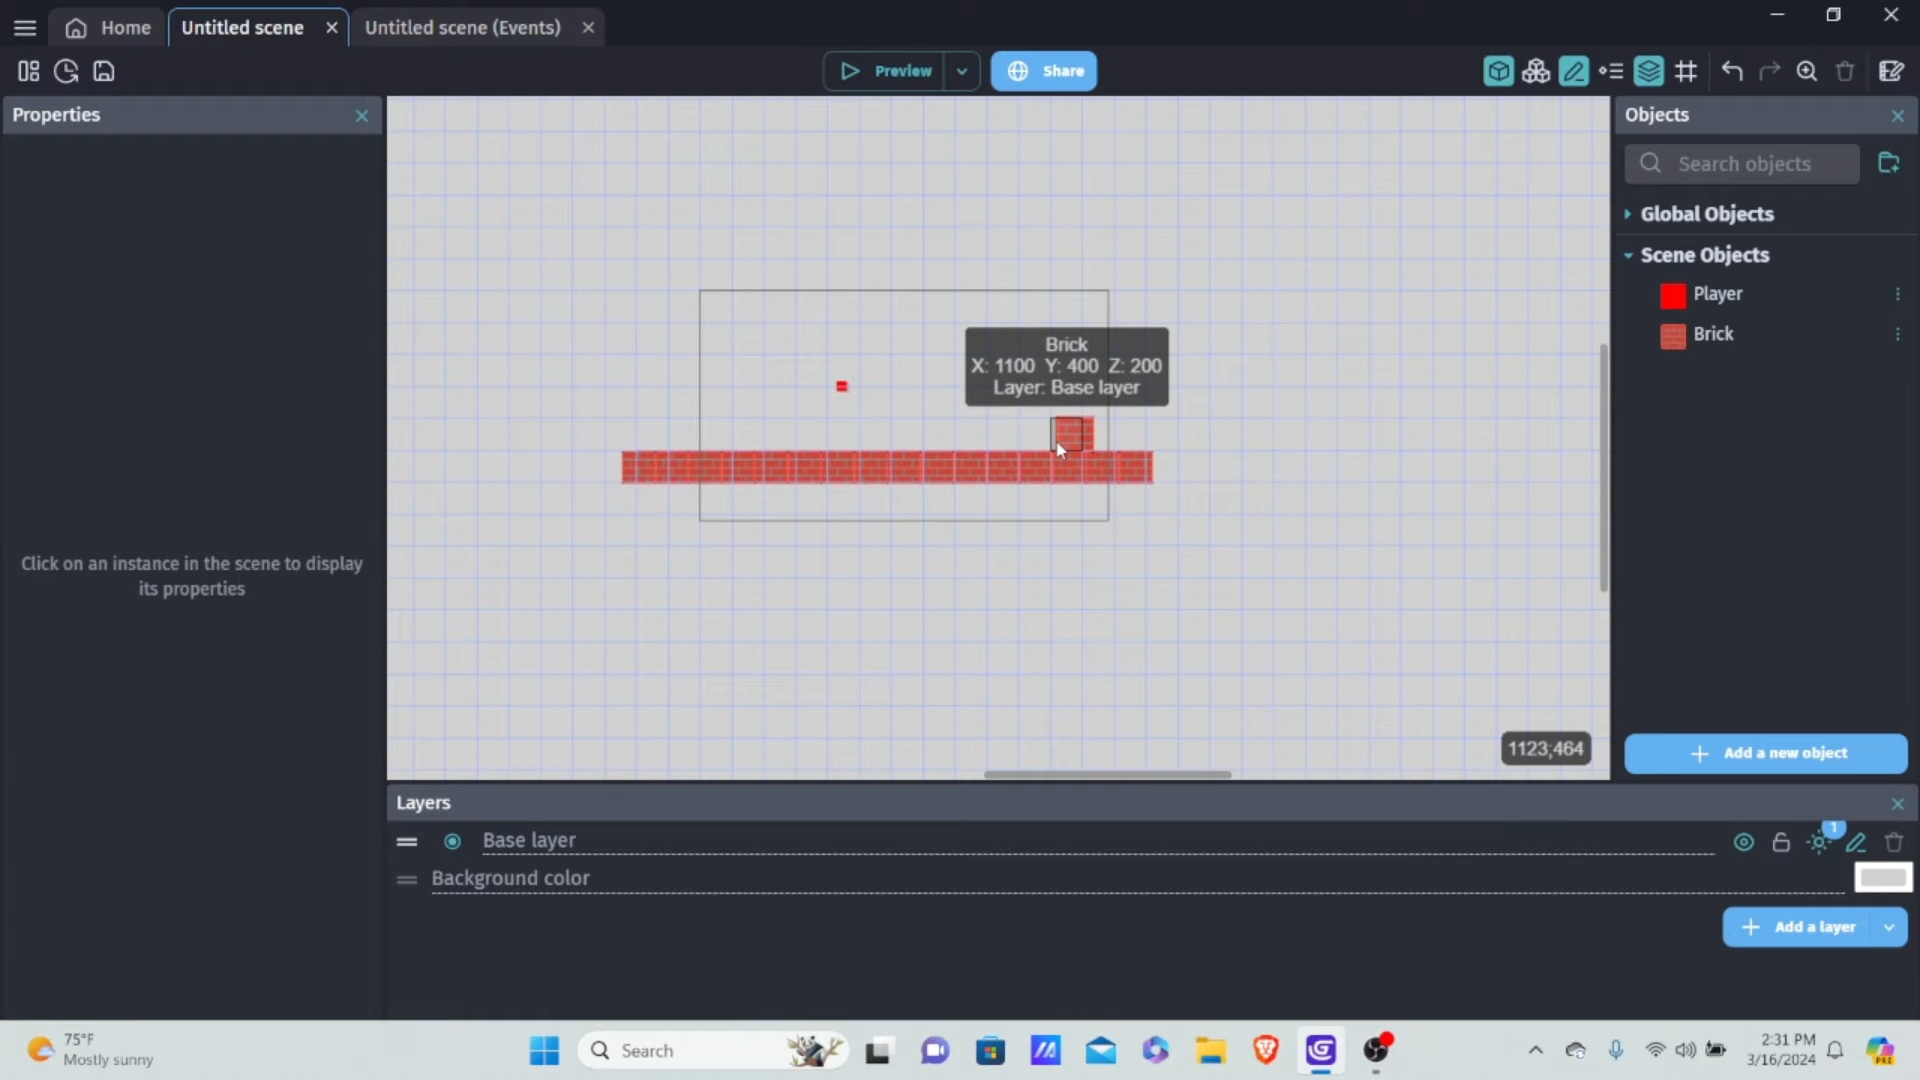 Home
Untitled scene
Untitled scene (Events)
Preview
Share
Properties
Objects
Search objects
Global Objects
Scene Objects
Player
Brick
Brick
X: 1100 Y: 400 Z: 200
Layer: Base layer
Click on an instance in the scene to display
its properties
1123;464
Add a new object
Layers
Base layer
1
Background color
Add a layer
75°F
Mostly sunny
Search
2:31 PM
3/16/2024
PRE